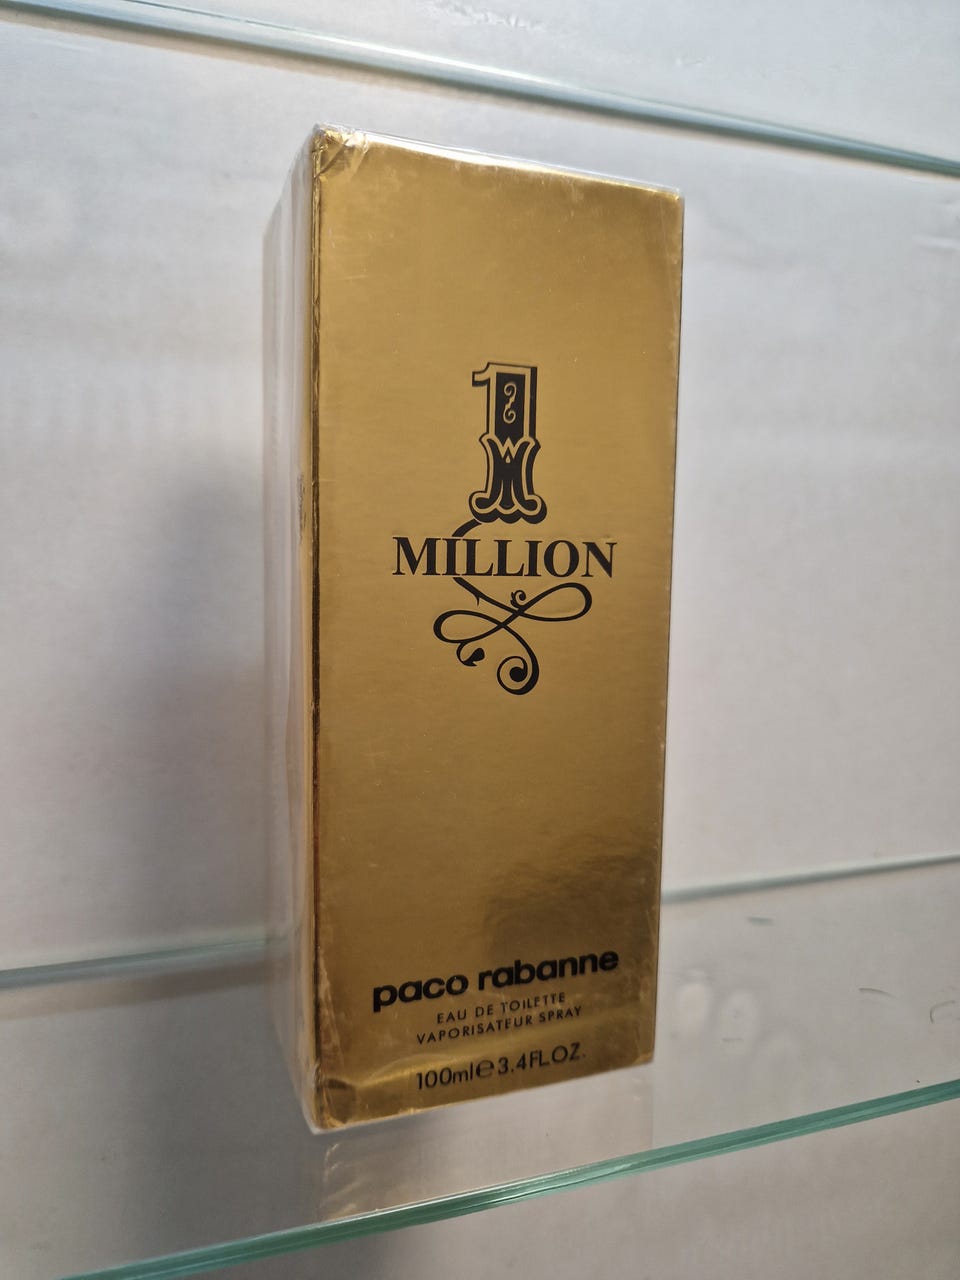 1
MILLION
paco rabanne
EAU DE TOILETTE
VAPORISATEUR SPRAY
100ml℮3.4FL.OZ.